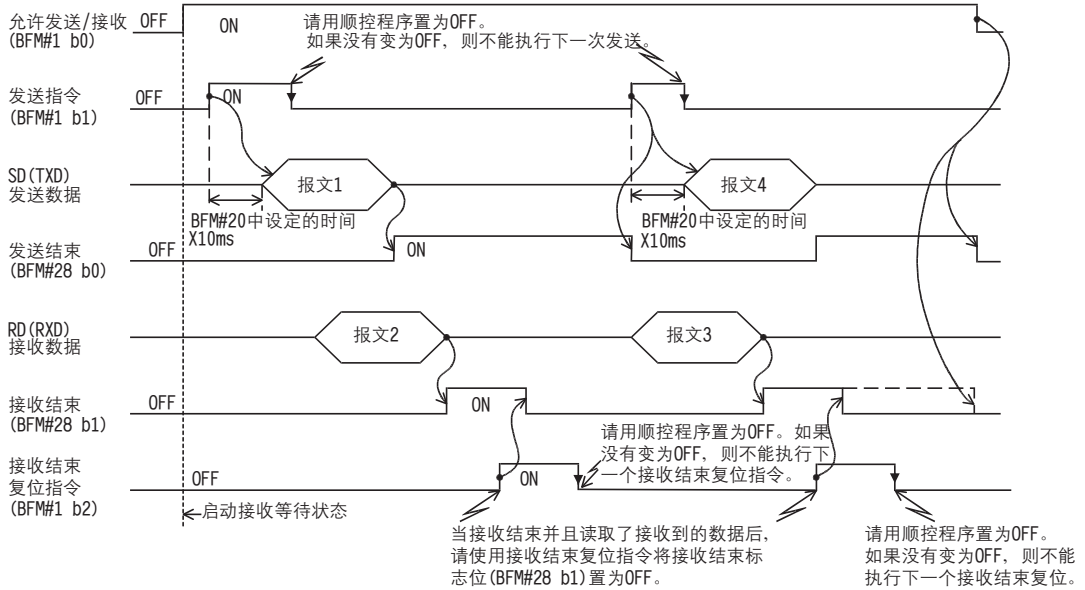 允许发送/接收
(BFM#1 b0)
OFF
ON
请用顺控程序置为OFF。
如果没有变为OFF，则不能执行下一次发送。
发送指令
(BFM#1 b1)
OFF
ON
SD(TXD)
发送数据
报文1
报文4
BFM#20中设定的时间
X10ms
BFM#20中设定的时间
X10ms
发送结束
(BFM#28 b0)
OFF
ON
RD(RXD)
接收数据
报文2
报文3
接收结束
(BFM#28 b1)
OFF
ON
请用顺控程序置为OFF。如果
没有变为OFF，则不能执行下
一个接收结束复位指令。
接收结束
复位指令
(BFM#1 b2)
OFF
ON
启动接收等待状态
当接收结束并且读取了接收到的数据后，
请使用接收结束复位指令将接收结束标
志位(BFM#28 b1)置为OFF。
请用顺控程序置为OFF。
如果没有变为OFF，则不能
执行下一个接收结束复位。